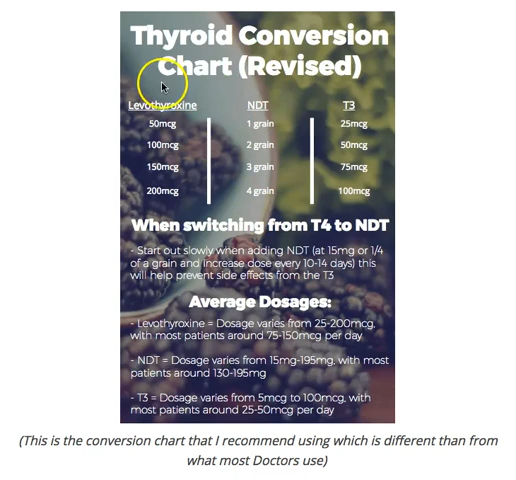 Thyroid Conversion
Chart (Revised)
Levothyroxine NDT T3
50mcg 1 grain 25mcg
100mcg 2 grain 50mcg
150mcg 3 grain 75mcg
200mcg 4 grain 100mcg
When switching from T4 to NDT
- Start out slowly when adding NDT (at 15mg or 1/4
of a grain and increase dose every 10-14 days) this
will help prevent side effects from the T3
Average Dosages:
- Levothyroxine = Dosage varies from 25-200mcg,
with most patients around 75-150mcg per day
- NDT = Dosage varies from 15mg-195mg, with most
patients around 130-195mg
- T3 = Dosage varies from 5mcg to 100mcg, with
most patients around 25-50mcg per day
(This is the conversion chart that I recommend using which is different than from
what most Doctors use)